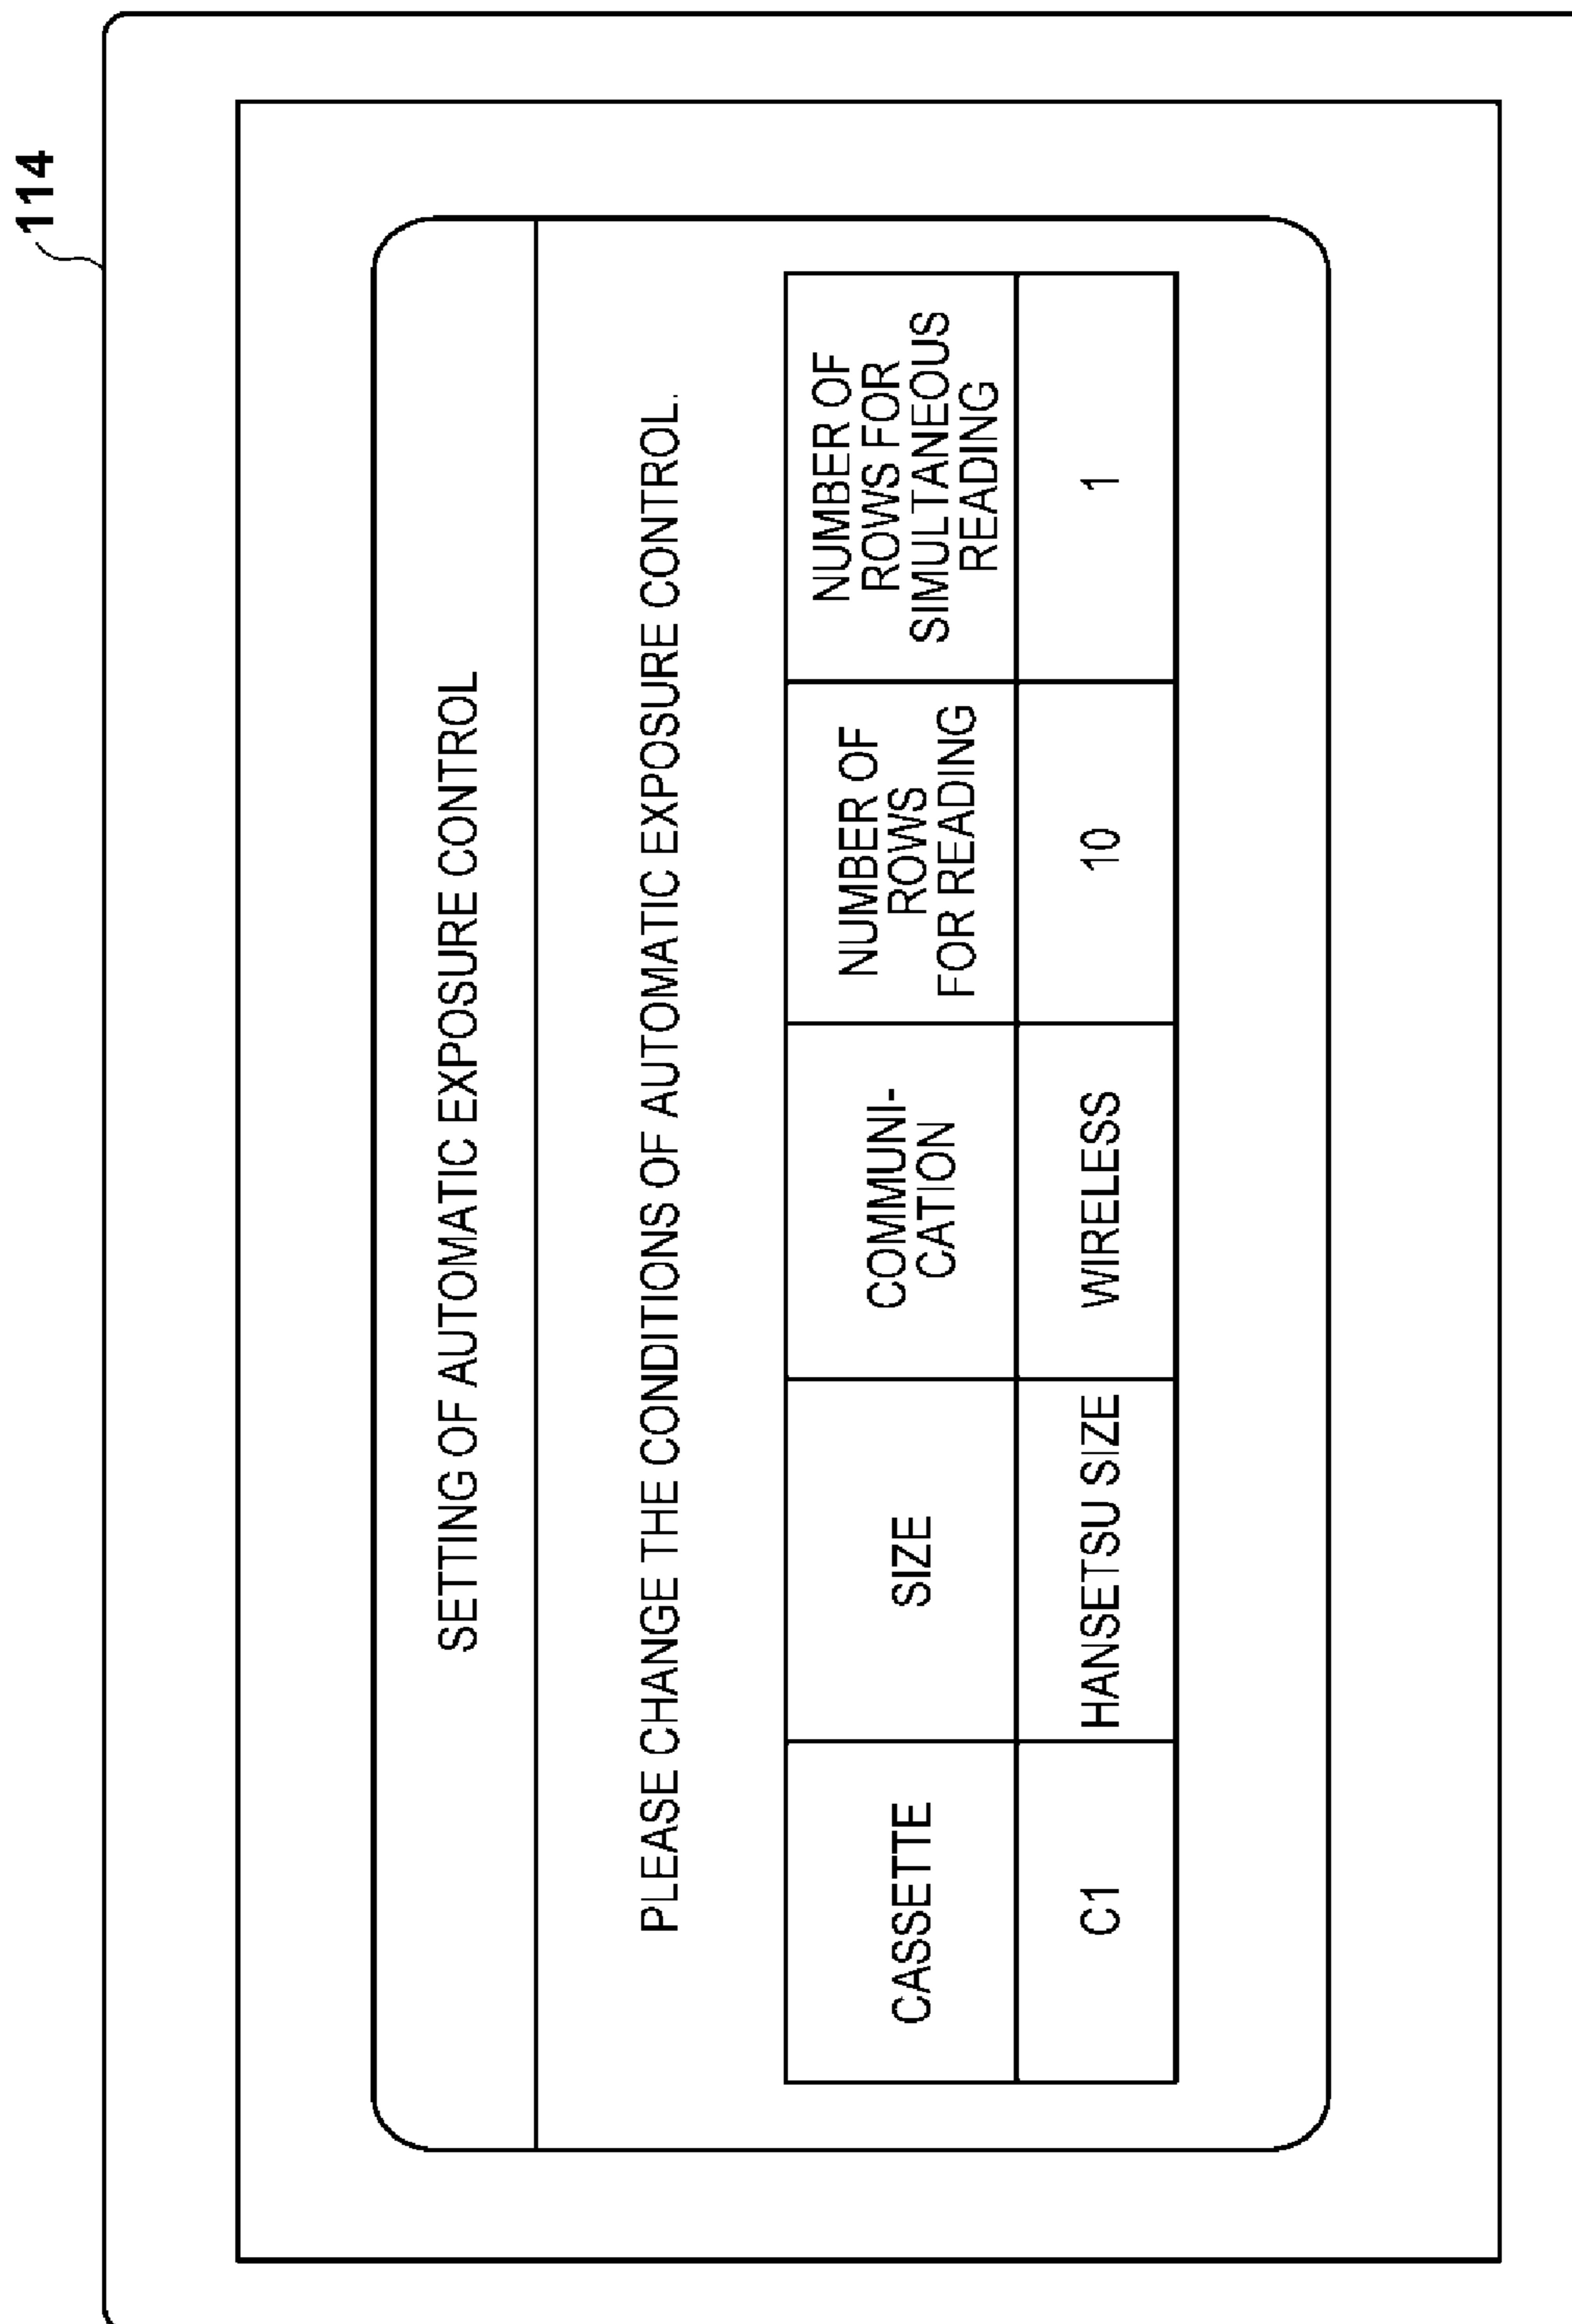 114
SETTING OF AUTOMATIC EXPOSURE CONTROL
PLEASE CHANGE THE CONDITIONS OF AUTOMATIC EXPOSURE CONTROL.
CASSETTE
SIZE
COMMUNI-
CATION
NUMBER OF
ROWS
FOR READING
NUMBER OF
ROWS FOR
SIMULTANEOUS
READING
C1
HANSETSU SIZE
WIRELESS
10
1